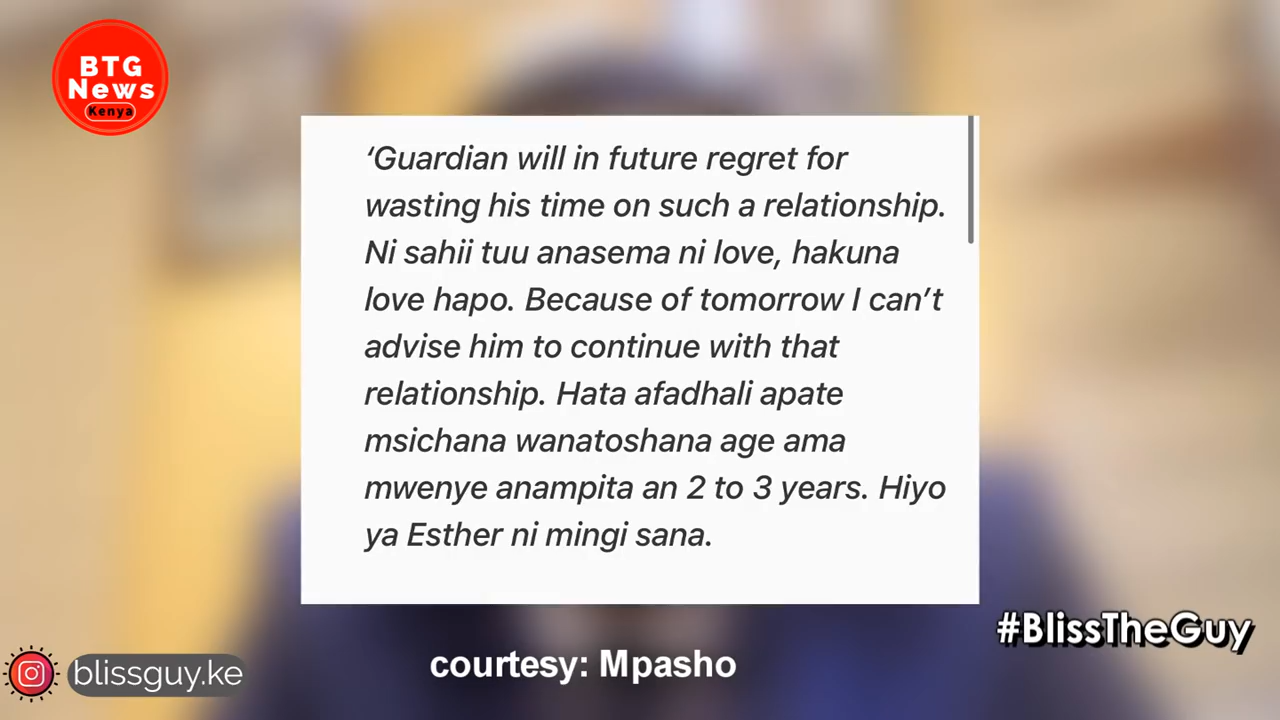 BTG
News
Kenya
‘Guardian will in future regret for
wasting his time on such a relationship.
Ni sahii tuu anasema ni love, hakuna
love hapo. Because of tomorrow I can’t
advise him to continue with that
relationship. Hata afadhali apate
msichana wanatoshana age ama
mwenye anampita an 2 to 3 years. Hiyo
ya Esther ni mingi sana.
#BlissTheGuy
blissguy.ke
courtesy: Mpasho